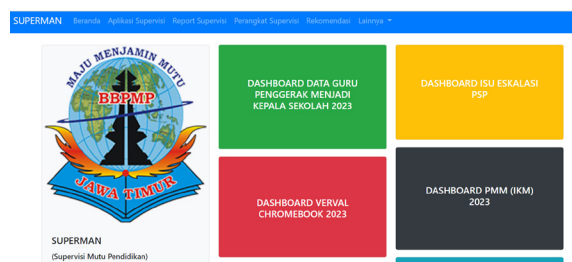 SUPERMAN Beranda Aplikasi Supervisi Report Supervisi Perangkat Supervisi Rekomendasi Lainnya
MAJU MENJAMIN MUTU
BBPMP
JAWA TIMUR
SUPERMAN
(Supervisi Mutu Pendidikan)
DASHBOARD DATA GURU
PENGGERAK MENJADI
KEPALA SEKOLAH 2023
DASHBOARD VERVAL
CHROMEBOOK 2023
DASHBOARD ISU ESKALASI
PSP
DASHBOARD PMM (IKM)
2023